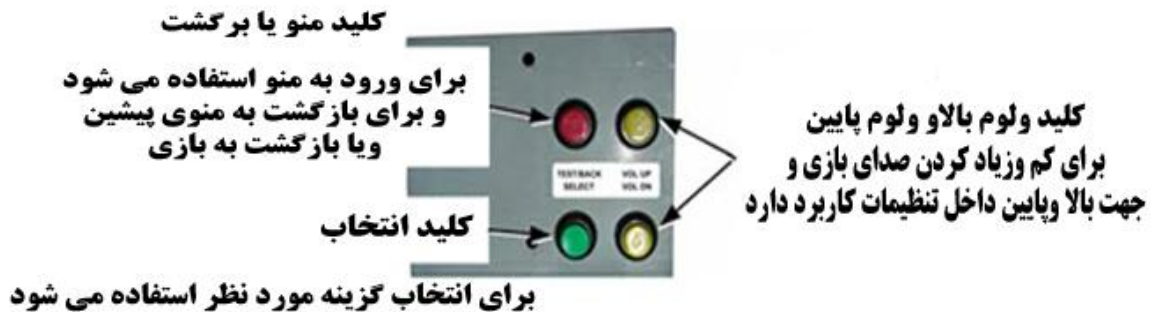 کلید منو یا برگشت
برای ورود به منو استفاده می شود
و برای بازگشت به منوی پیشین
ویا بازگشت به بازی
کلید ولوم بالاو ولوم پایین
برای کم وزیاد کردن صدای بازی و
جهت بالا وپایین داخل تنظیمات کاربرد دارد
TEST/BACK VOL UP
SELECT VOL DN
کلید انتخاب
برای انتخاب گزینه مورد نظر استفاده می شود